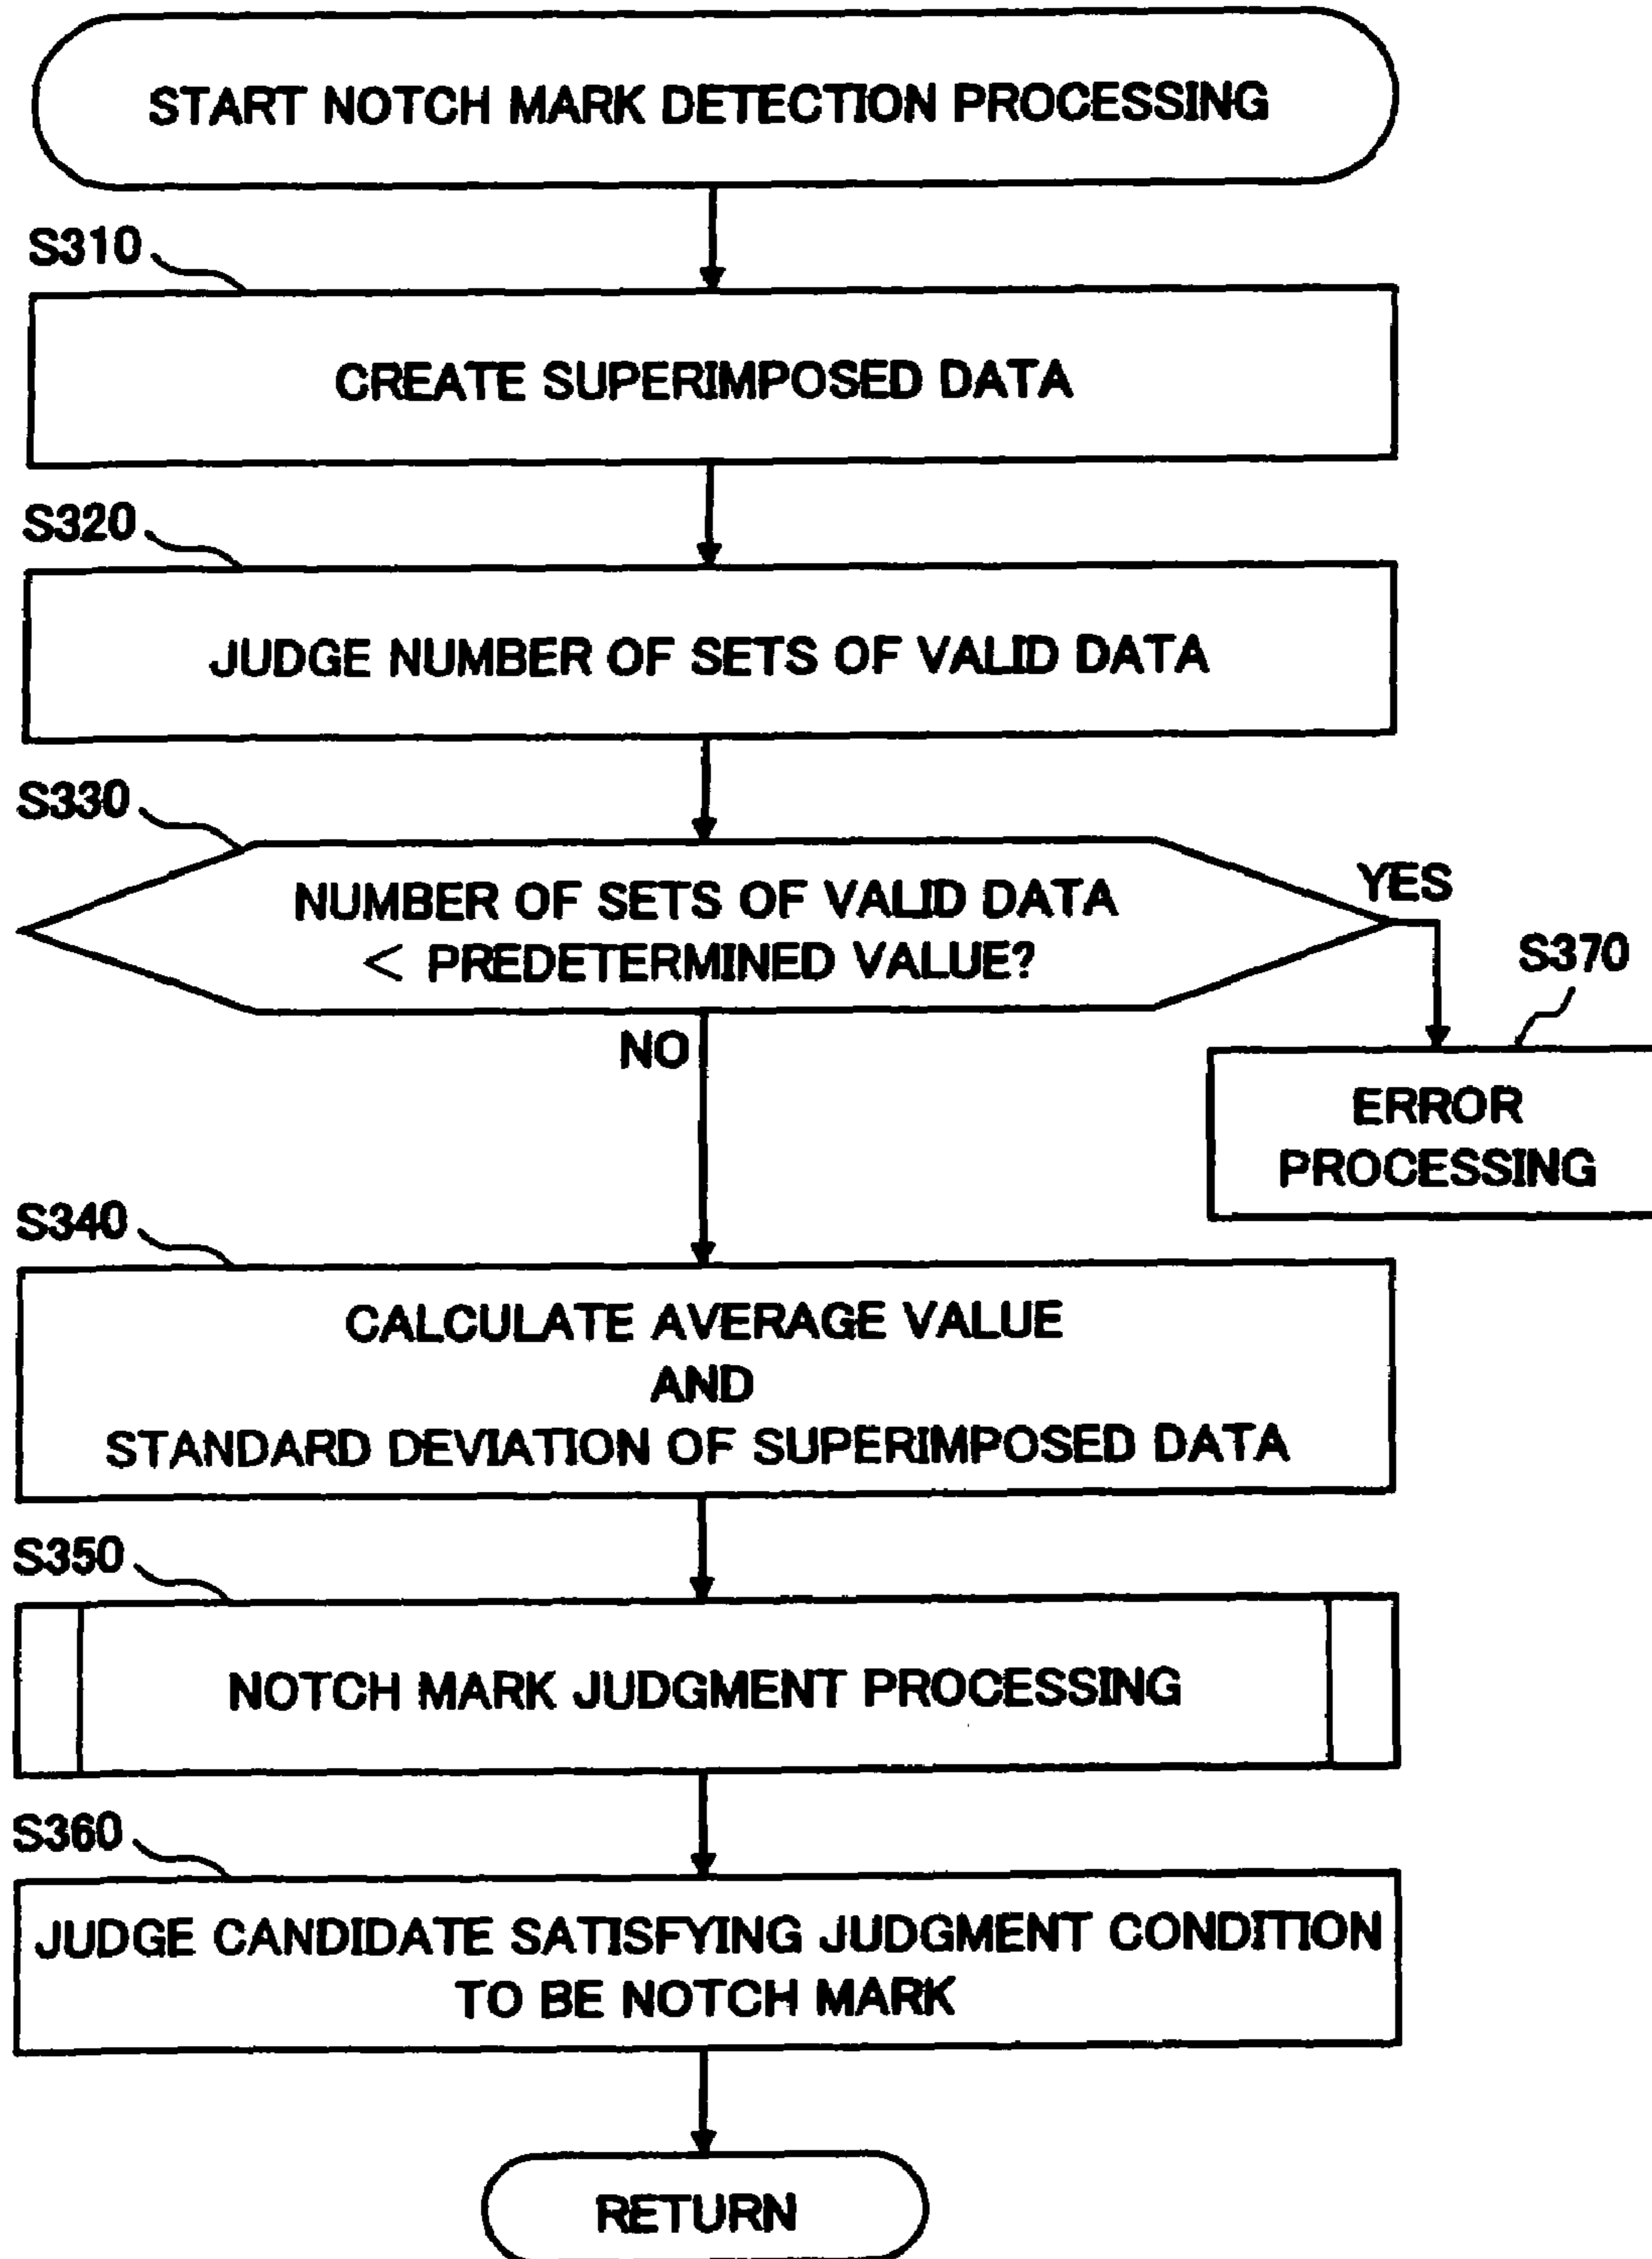 START NOTCH MARK DETECTION PROCESSING
S310
CREATE SUPERIMPOSED DATA
S320
JUDGE NUMBER OF SETS OF VALID DATA
S330
NUMBER OF SETS OF VALID DATA
< PREDETERMINED VALUE?
YES
S370
NO
ERROR
PROCESSING
S340
CALCULATE AVERAGE VALUE
AND
STANDARD DEVIATION OF SUPERIMPOSED DATA
S350
NOTCH MARK JUDGMENT PROCESSING
S360
JUDGE CANDIDATE SATISFYING JUDGMENT CONDITION
TO BE NOTCH MARK
RETURN